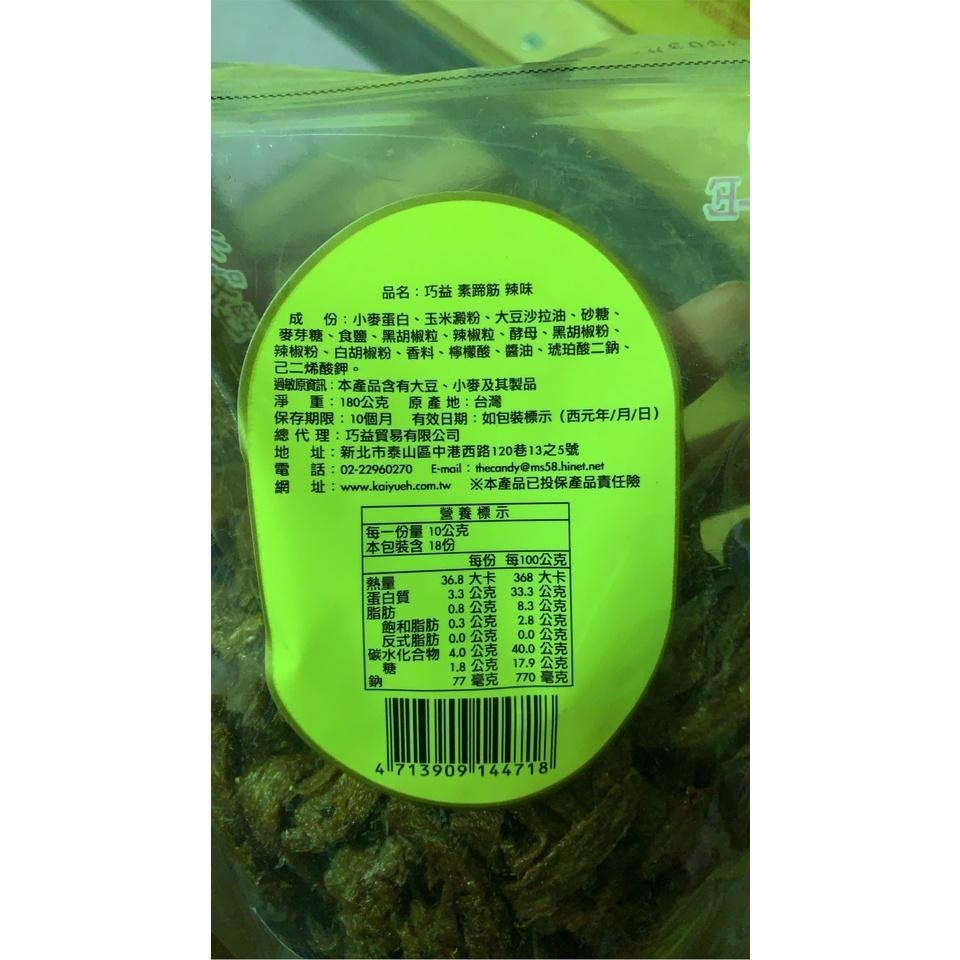 品名：巧益 素蹄筋 辣味
成 份：小麥蛋白、玉米澱粉、大豆沙拉油、砂糖、
麥芽糖、食鹽、黑胡椒粒、辣椒粒、酵母、黑胡椒粉、
辣椒粉、白胡椒粉、香料、檸檬酸、醬油、琥珀酸二鈉、
己二烯酸鉀。
過敏原資訊：本產品含有大豆、小麥及其製品
淨 重：180公克 原 產 地：台灣
保存期限：10個月 有效日期：如包裝標示（西元年/月/日）
總 代 理：巧益貿易有限公司
地 址：新北市泰山區中港西路120巷13之5號
電 話：02-22960270 E-mail：thecandy@ms58.hinet.net
網 址：www.kaiyueh.com.tw ※本產品已投保產品責任險
營 養 標 示
每一份量 10公克
本包裝含 18份
每份 每100公克
熱量 36.8 大卡 368 大卡
蛋白質 3.3 公克 33.3 公克
脂肪 0.8 公克 8.3 公克
飽和脂肪 0.3 公克 2.8 公克
反式脂肪 0.0 公克 0.0 公克
碳水化合物 4.0 公克 40.0 公克
糖 1.8 公克 17.9 公克
鈉 77 毫克 770 毫克
4 713909 144718